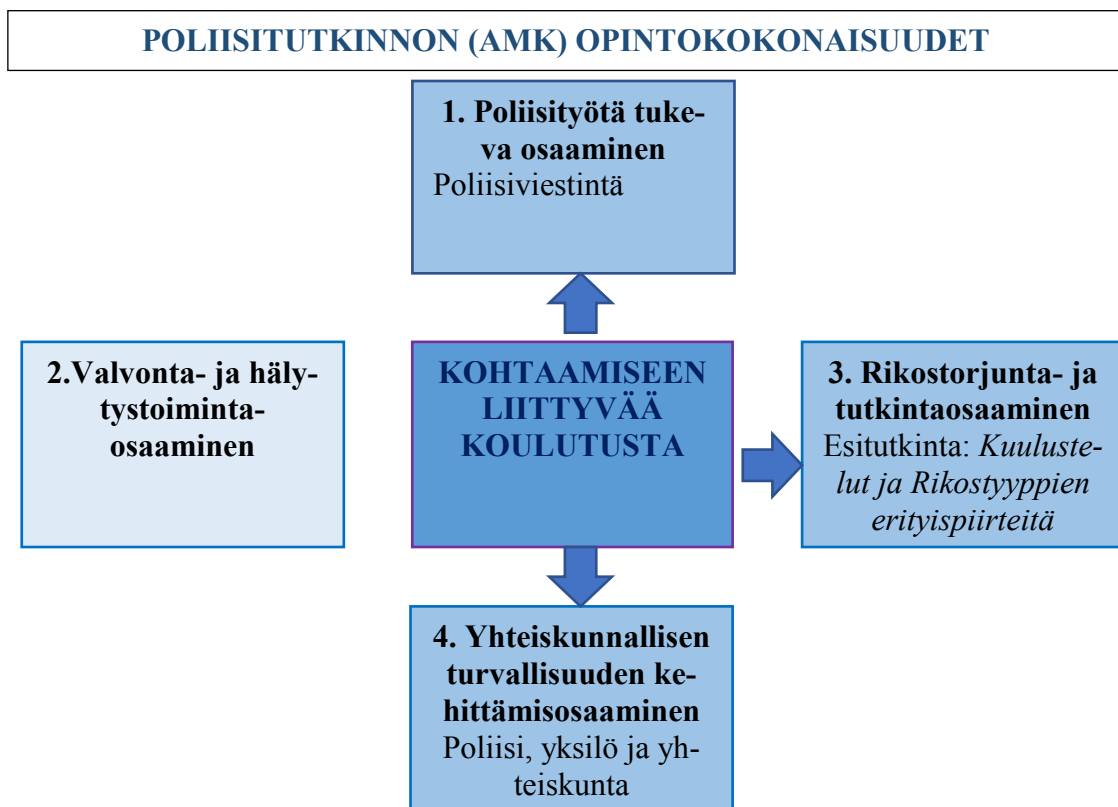 POLIISITUTKINNON (AMK) OPINTOKOKONAISUUDET
1. Poliisityötä tuke-
va osaaminen
Poliisiviestintä
2.Valvonta- ja häly-
tystoiminta-
osaaminen
KOHTAAMISEEN
LIITTYVÄÄ
KOULUTUSTA
3. Rikostorjunta- ja
tutkintaosaaminen
Esitutkinta: Kuuluste-
lut ja Rikostyyppien
erityispiirteitä
4. Yhteiskunnallisen
turvallisuuden ke-
hittämisosaaminen
Poliisi, yksilö ja yh-
teiskunta